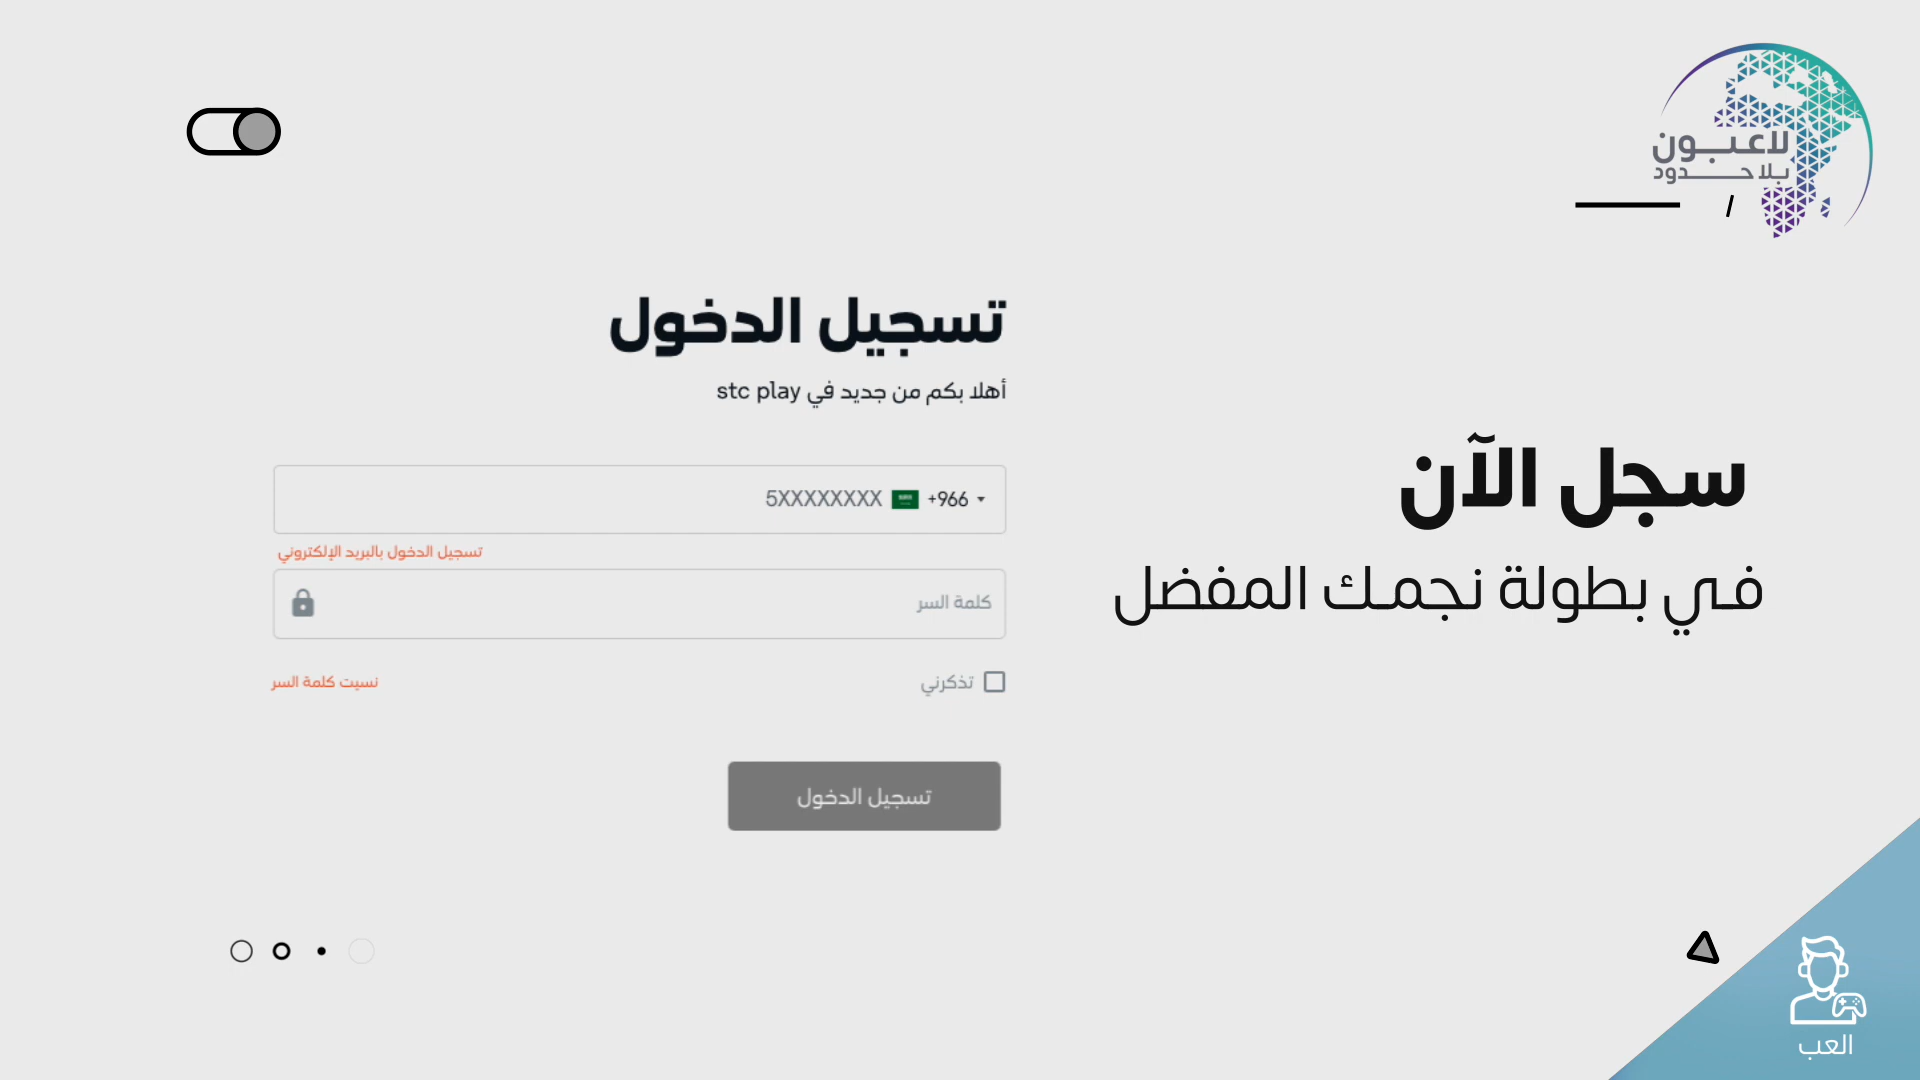 لاعبون
بلا حدود
سجل الآن
في بطولة نجمك المفضل
تسجيل الدخول
أهلا بكم من جديد في stc play
+966 5XXXXXXXX
تسجيل الدخول بالبريد الإلكتروني
كلمة السر
تذكرني
نسيت كلمة السر
تسجيل الدخول
العب